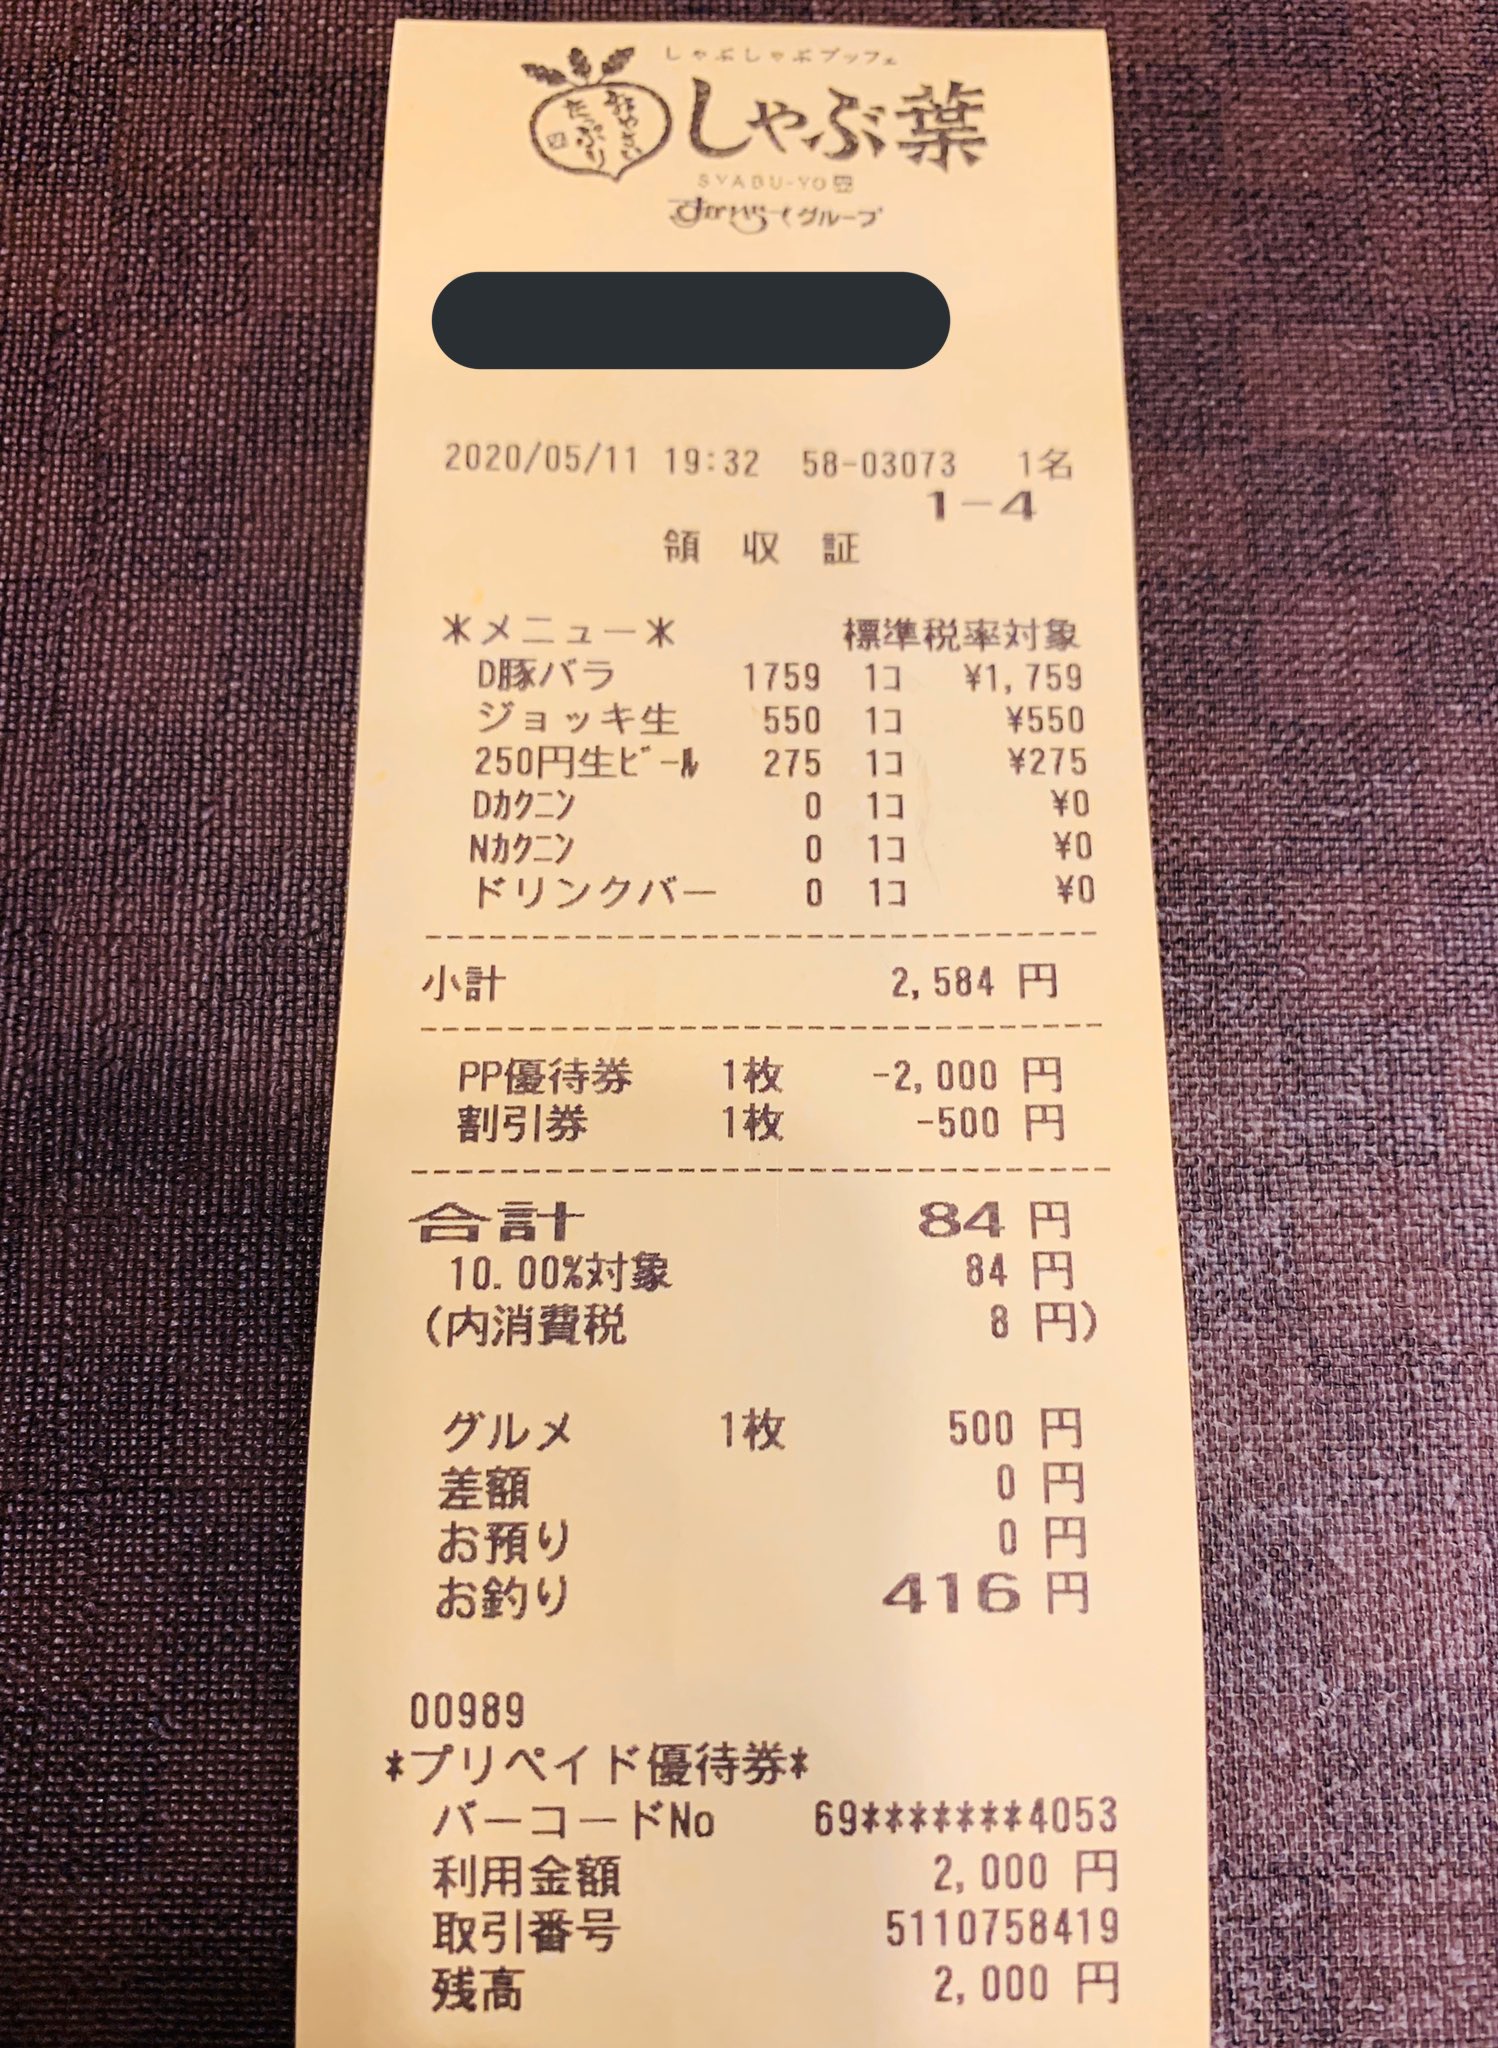 しゃぶしゃぶブッフェ
おやさい
たっぷり
しゃぶ葉
SYABU-YO
すかいらーくグループ
2020/05/11 19:32 58-03073 1名
1-4
領 収 証
*メニュー* 標準税率対象
D豚バラ 1759 1コ ¥1,759
ジョッキ生 550 1コ ¥550
250円生ビール 275 1コ ¥275
Dカクニン 0 1コ ¥0
Nカクニン 0 1コ ¥0
ドリンクバー 0 1コ ¥0
小計 2,584 円
PP優待券 1枚 -2,000 円
割引券 1枚 -500 円
合計 84 円
10.00%対象 84 円
(内消費税 8 円)
グルメ 1枚 500 円
差額 0 円
お預り 0 円
お釣り 416 円
00989
*プリペイド優待券*
バーコードNo 69*******4053
利用金額 2,000 円
取引番号 5110758419
残高 2,000 円